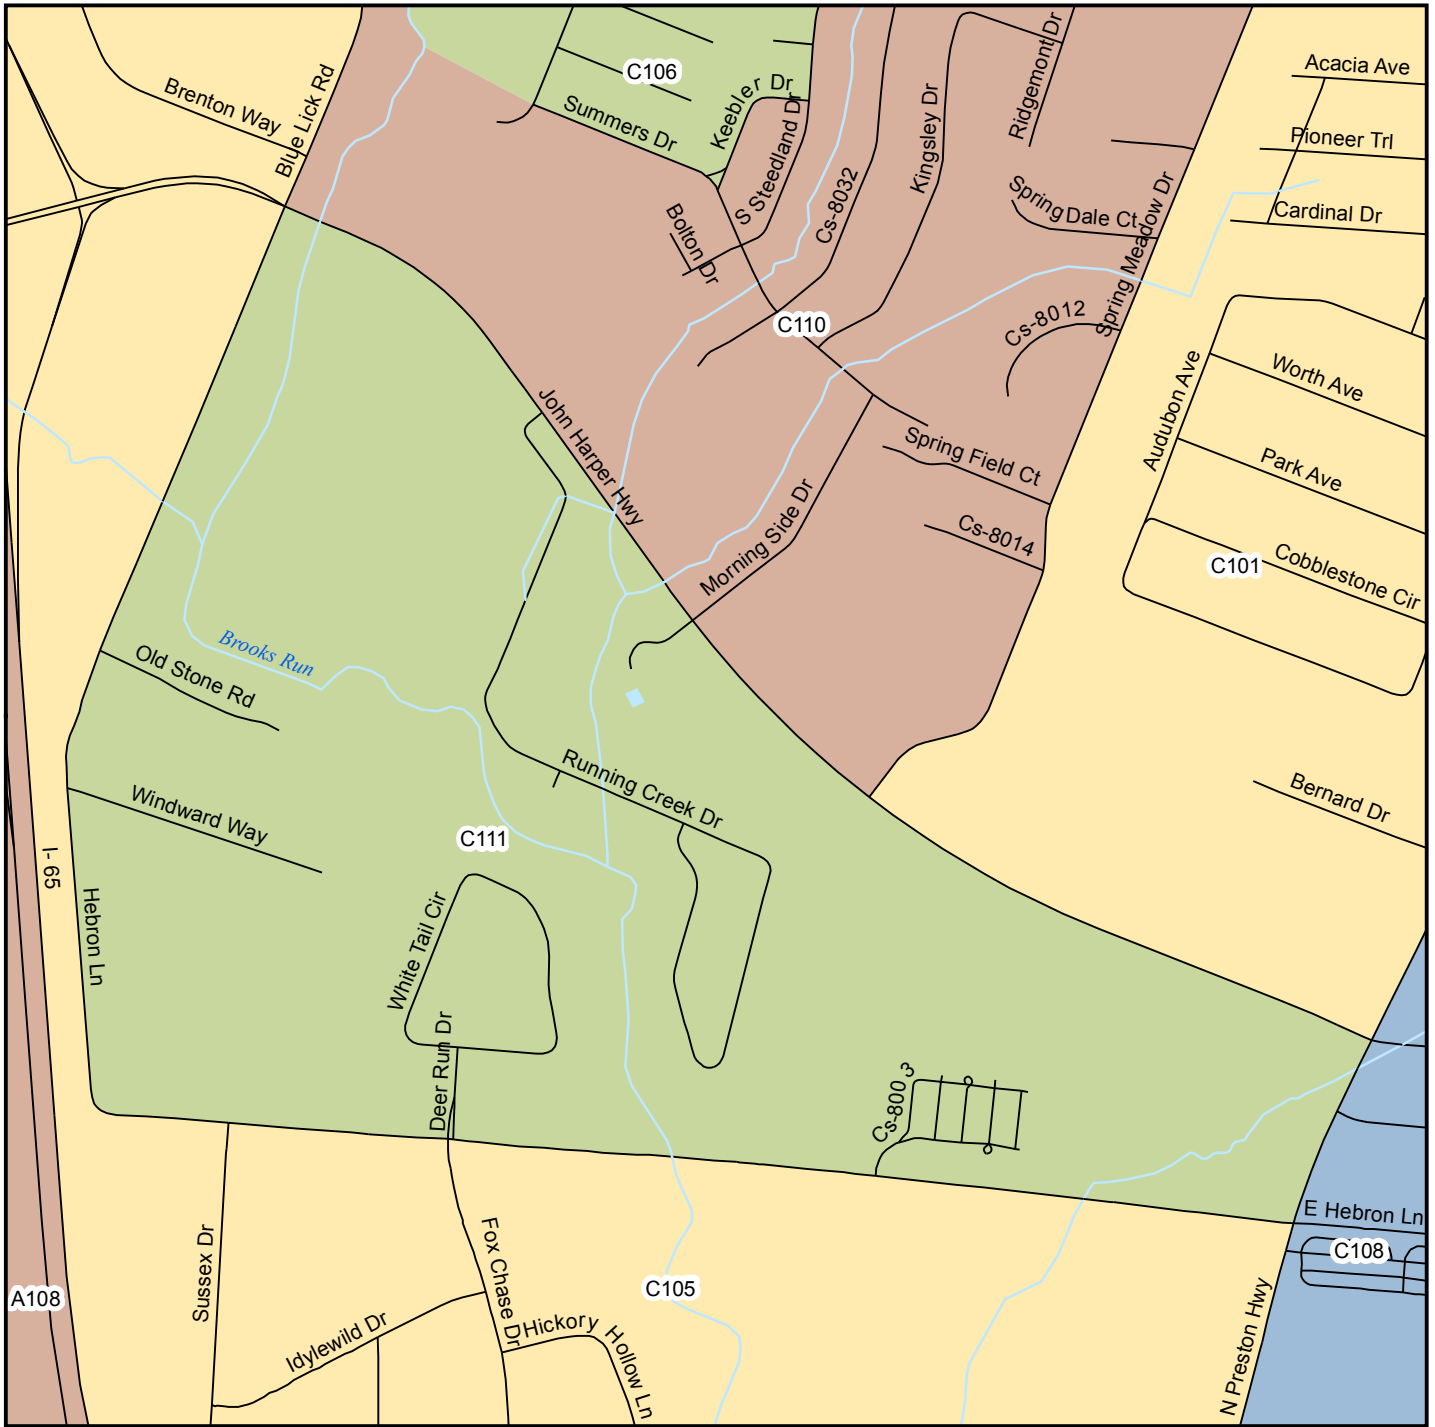 Acacia Ave
C106
Brenton Way
Blue Lick Rd
Keebler Dr
Ridgemont Dr
Summers Dr
Kingsley Dr
Pioneer Trl
S Steedland Dr
Cs-8032
Spring Dale Ct
Cardinal Dr
Bolton Dr
Spring Meadow Dr
C110
Cs-8012
Worth Ave
Audubon Ave
John Harper Hwy
Spring Field Ct
Park Ave
Morning Side Dr
Cs-8014
C101
Cobblestone Cir
Brooks Run
Old Stone Rd
Running Creek Dr
Windward Way
Bernard Dr
C111
I- 65
Hebron Ln
White Tail Cir
Deer Run Dr
Cs-800 3
E Hebron Ln
C108
Sussex Dr
Fox Chase Dr
C105
A108
Idylewild Dr
Hickory Hollow Ln
N Preston Hwy